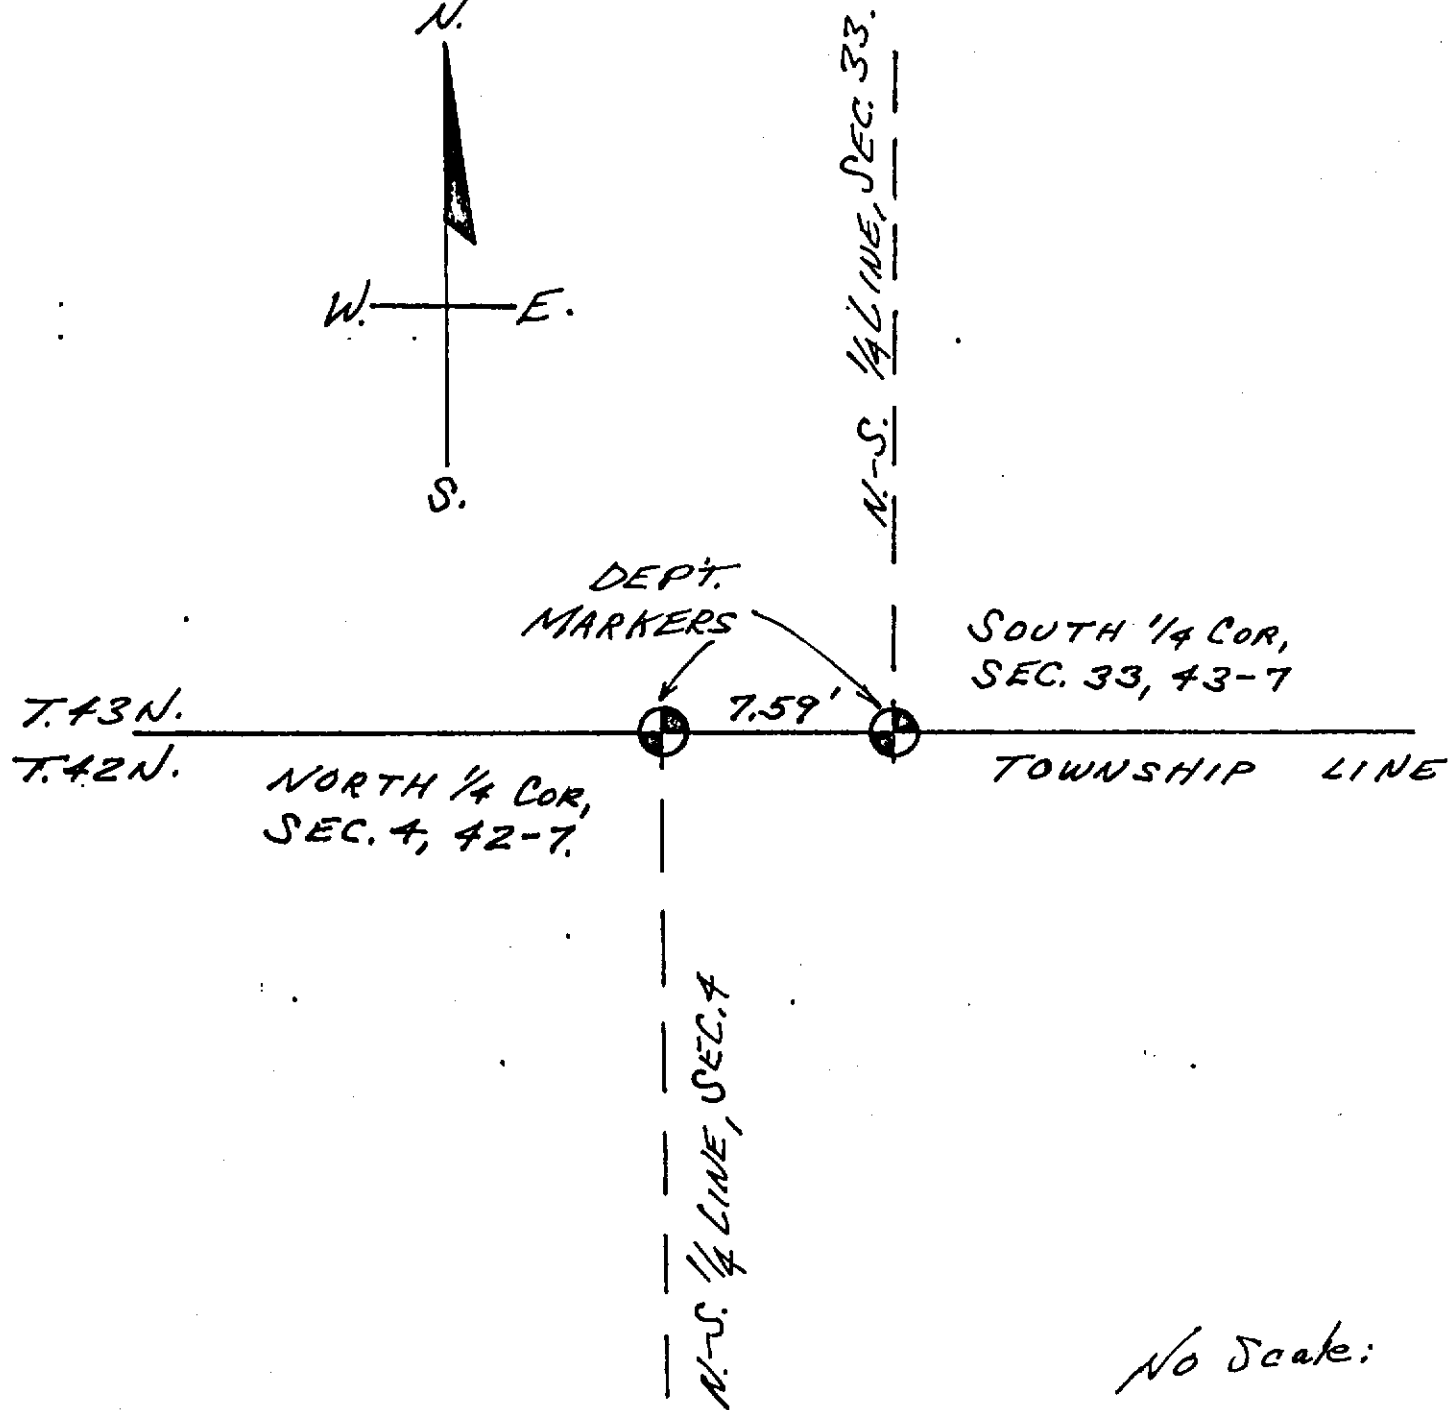 N.
W. E.
S.
N.-S. 1/4 LINE, SEC. 33.
DEP'T.
MARKERS
SOUTH 1/4 COR,
SEC. 33, 43-7
7.59'
T.43N.
T.42N.
NORTH 1/4 COR,
SEC. 4, 42-7.
TOWNSHIP LINE
N.-S. 1/4 LINE, SEC. 4
No Scale: